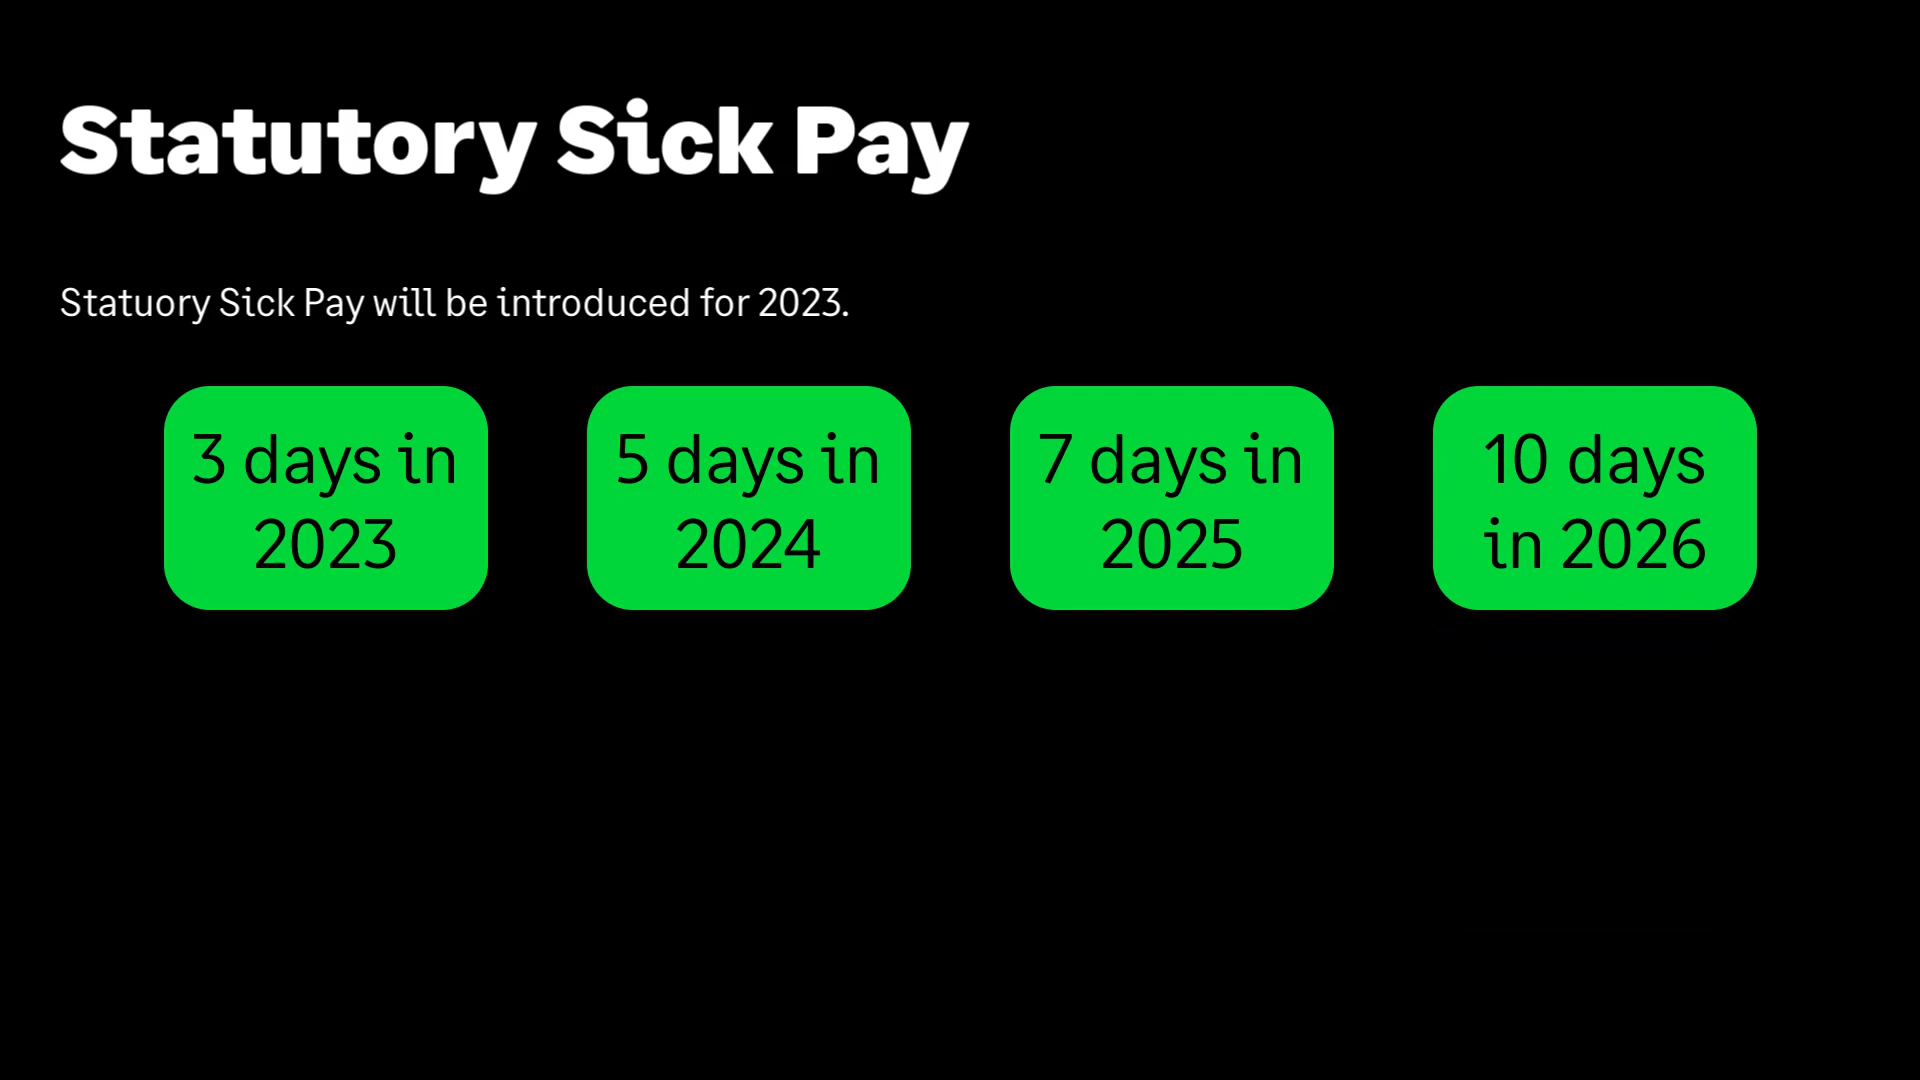 Statutory Sick Pay
Statuory Sick Pay will be introduced for 2023.
3 days in
2023
5 days in
2024
7 days in
2025
10 days
in 2026